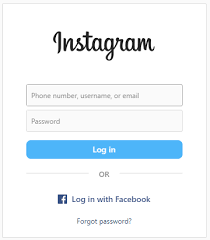 Instagram
Phone number, username, or email
Password
Log in
OR
Log in with Facebook
Forgot password?